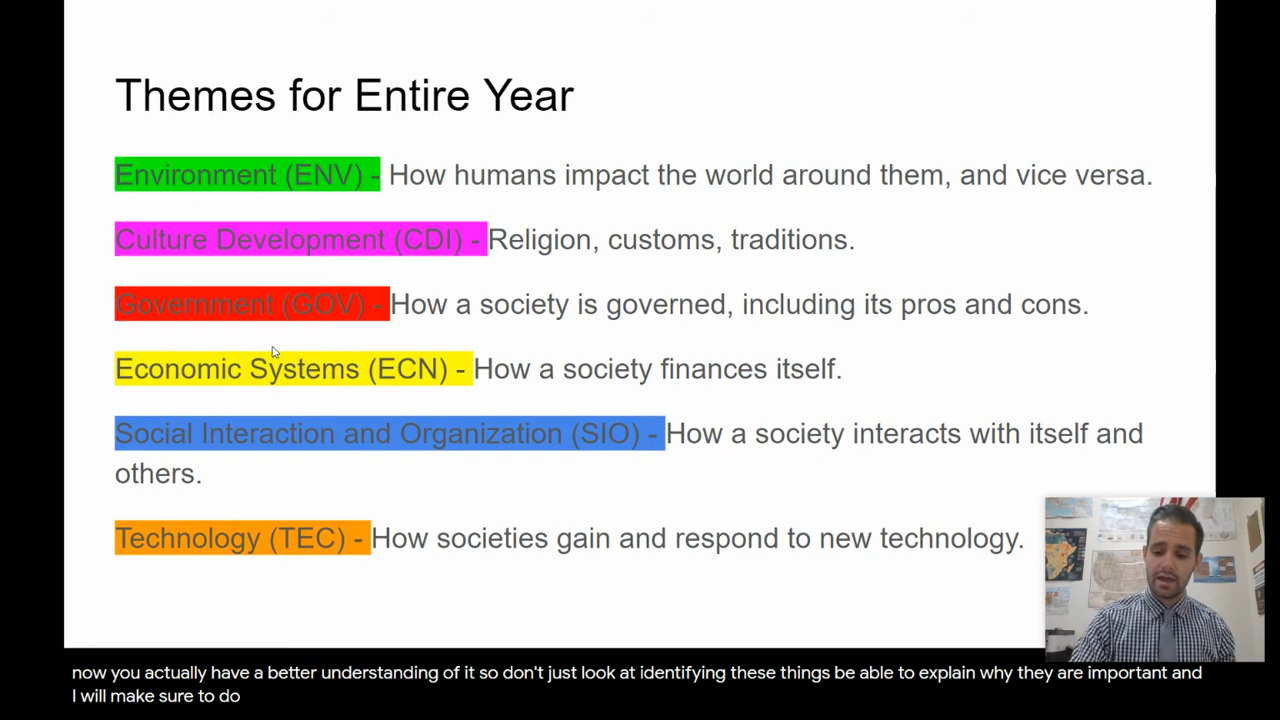 Themes for Entire Year
Environment (ENV) - How humans impact the world around them, and vice versa.
Culture Development (CDI) - Religion, customs, traditions.
Government (GOV) - How a society is governed, including its pros and cons.
Economic Systems (ECN) - How a society finances itself.
Social Interaction and Organization (SIO) - How a society interacts with itself and
others.
Technology (TEC) - How societies gain and respond to new technology.
now you actually have a better understanding of it so don't just look at identifying these things be able to explain why they are important and
I will make sure to do